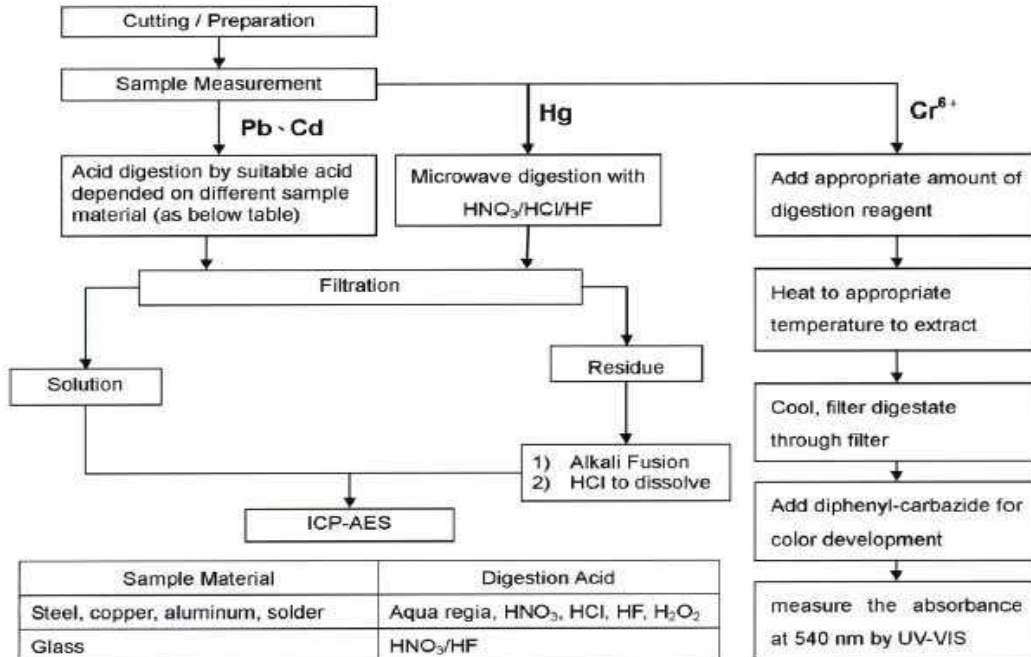 Cutting / Preparation
Sample Measurement
Pb、Cd
Hg
Cr⁶⁺
Acid digestion by suitable acid
depended on different sample
material (as below table)
Microwave digestion with
HNO₃/HCl/HF
Add appropriate amount of
digestion reagent
Filtration
Heat to appropriate
temperature to extract
Solution
Residue
Cool, filter digestate
through filter
1) Alkali Fusion
2) HCl to dissolve
ICP-AES
Add diphenyl-carbazide for
color development
Sample Material Digestion Acid
Steel, copper, aluminum, solder Aqua regia, HNO₃, HCl, HF, H₂O₂
Glass HNO₃/HF
measure the absorbance
at 540 nm by UV-VIS